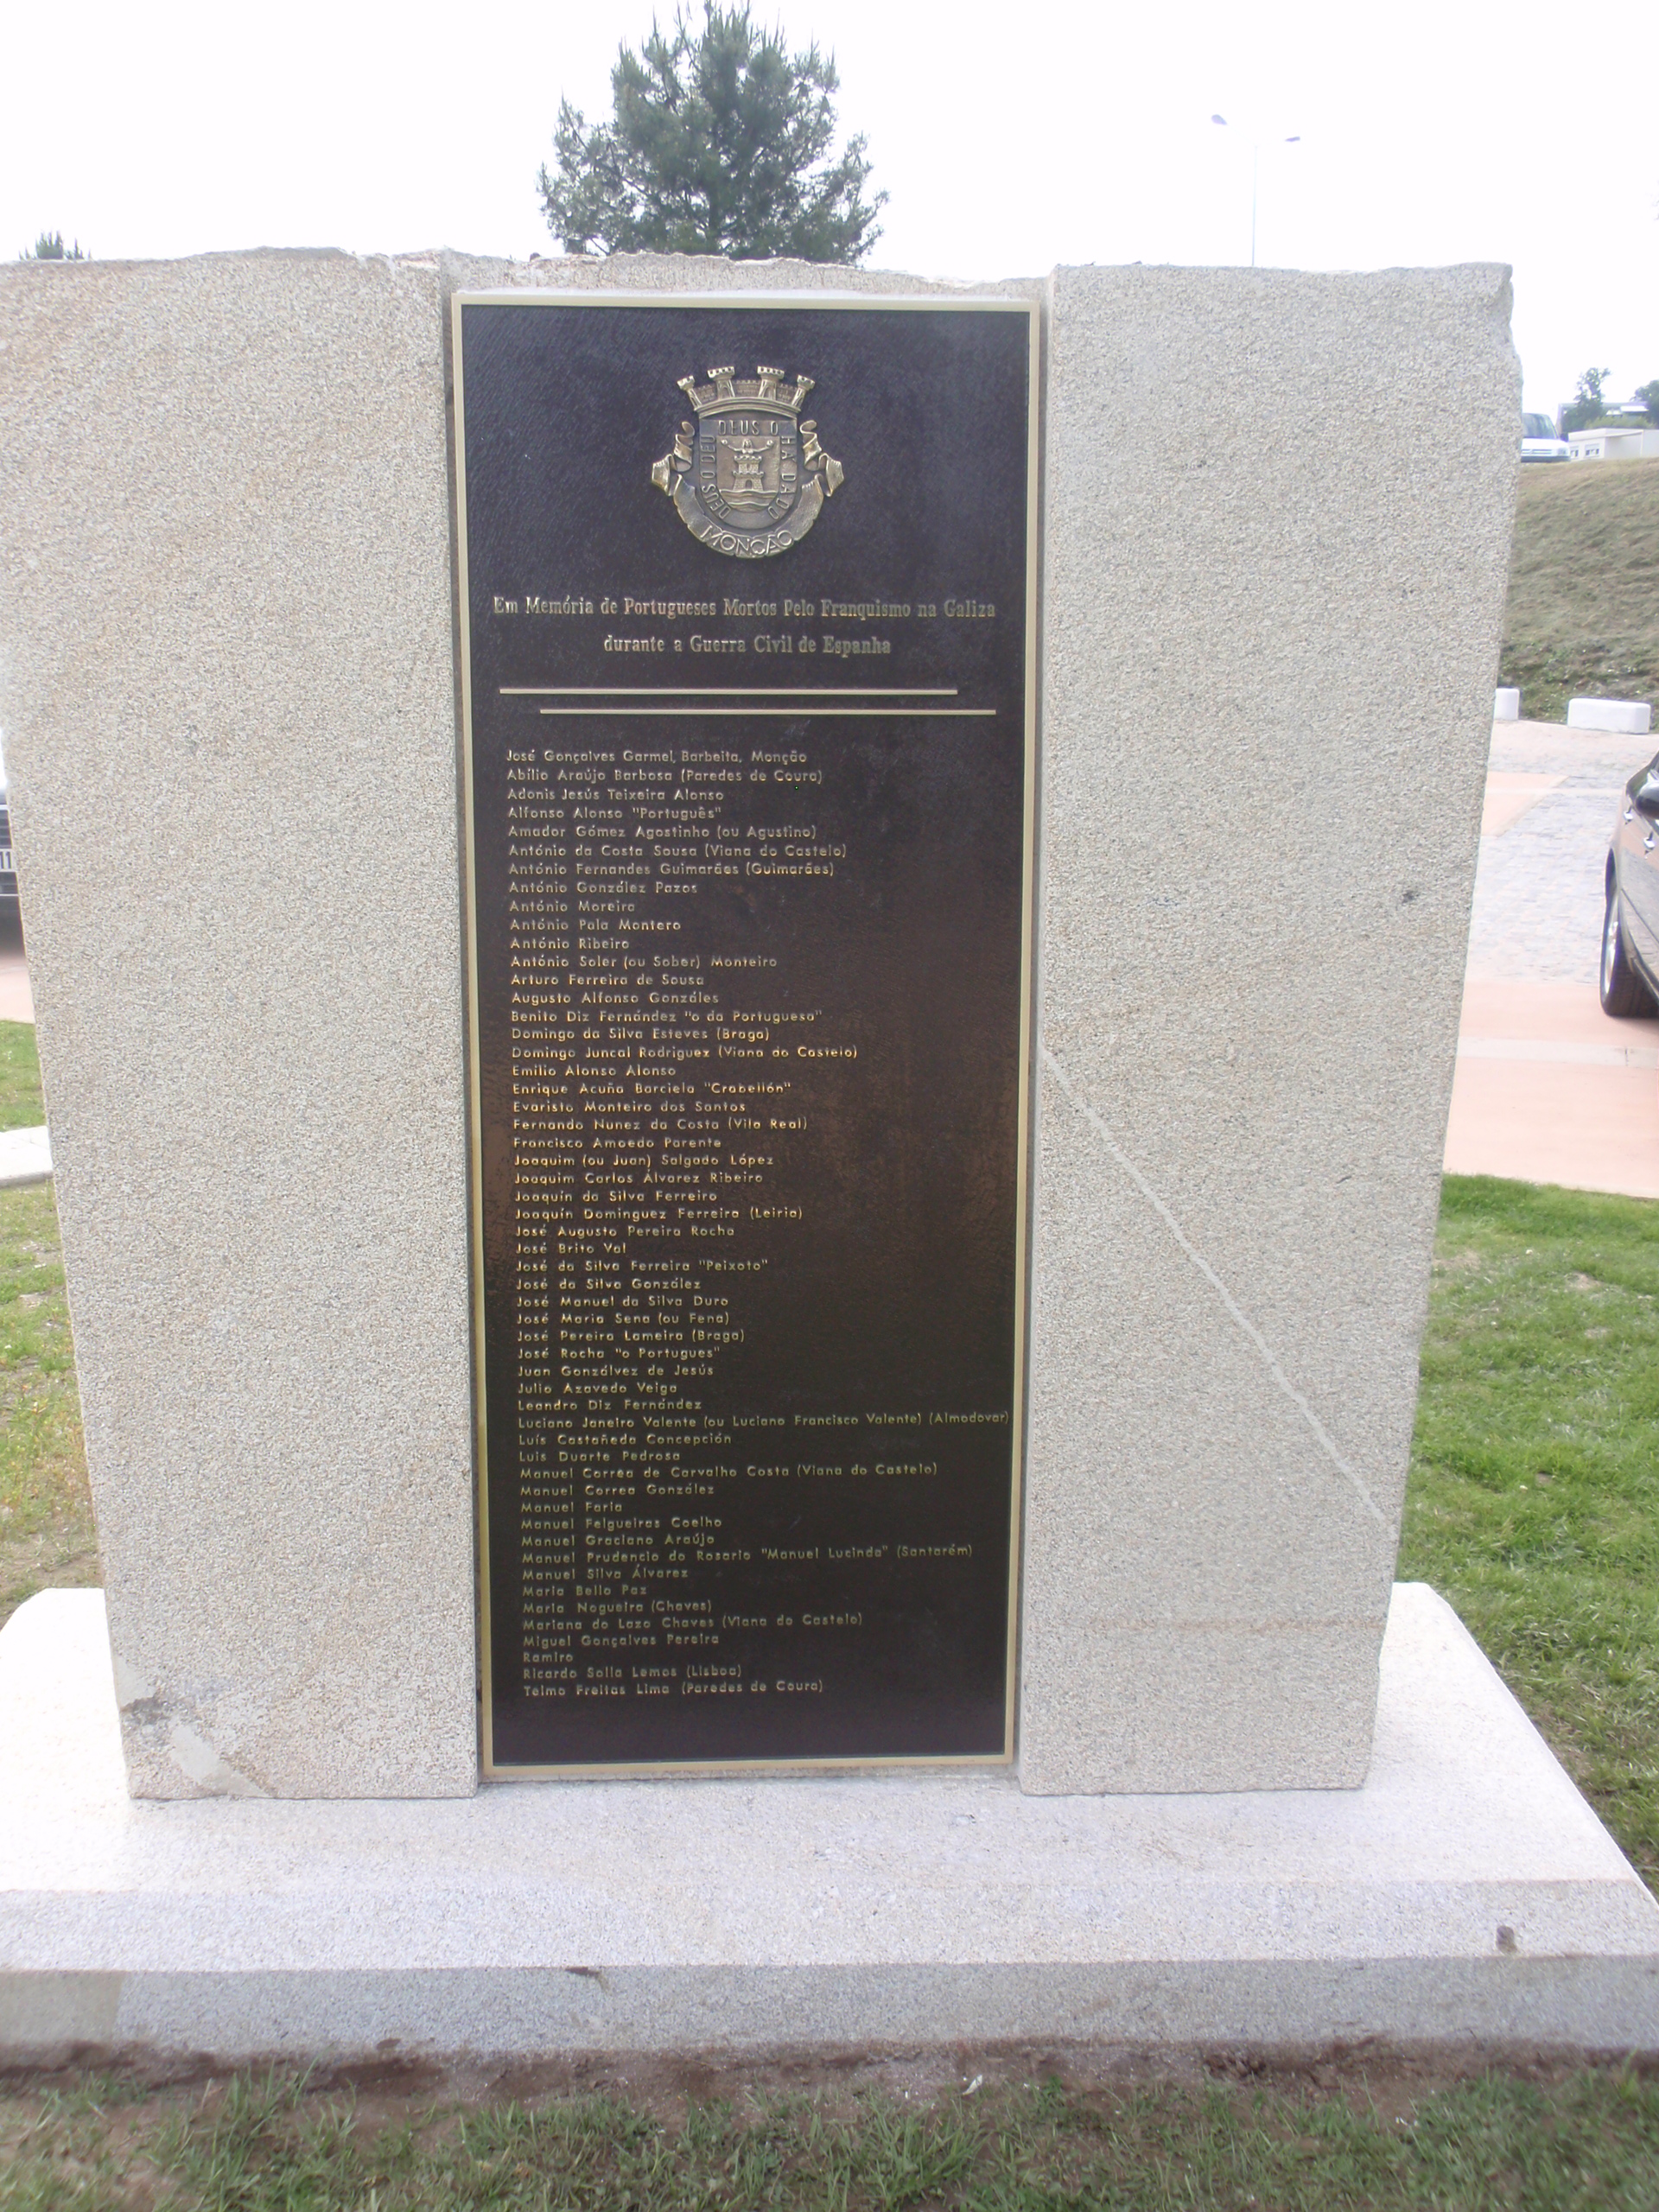 DEUS O DEU
DEUS O
HÁ DADO
MONÇÃO
Em Memória de Portugueses Mortos Pelo Franquismo na Galiza
durante a Guerra Civil de Espanha
José Gonçalves Garmel, Barbeita, Monção
Abílio Araújo Barbosa (Paredes de Coura)
Adonis Jesús Teixeira Alonso
Alfonso Alonso "Português"
Amador Gómez Agostinho (ou Agustino)
António da Costa Sousa (Viana do Castelo)
António Fernandes Guimarães (Guimarães)
António González Pazos
António Moreira
António Pala Montero
António Ribeiro
António Soler (ou Sober) Monteiro
Arturo Ferreira de Sousa
Augusto Alfonso Gonzáles
Benito Diz Fernández "o da Portuguesa"
Domingo da Silva Esteves (Braga)
Domingo Juncal Rodriguez (Viana do Castelo)
Emilio Alonso Alonso
Enrique Acuña Barciela "Crabellón"
Evaristo Monteiro dos Santos
Fernando Nunez da Costa (Vila Real)
Francisco Amoedo Parente
Joaquim (ou Juan) Salgado López
Joaquim Carlos Álvarez Ribeiro
Joaquín da Silva Ferreiro
Joaquín Dominguez Ferreira (Leiria)
José Augusto Pereira Rocha
José Brito Val
José da Silva Ferreira "Peixoto"
José da Silva González
José Manuel da Silva Duro
José Maria Sena (ou Fena)
José Pereira Lameira (Braga)
José Rocha "o Portugues"
Juan Gonzálvez de Jesús
Julio Azavedo Veiga
Leandro Diz Fernández
Luciano Janeiro Valente (ou Luciano Francisco Valente) (Almodovar)
Luís Castañeda Concepción
Luis Duarte Pedrosa
Manuel Corrêa de Carvalho Costa (Viana do Castelo)
Manuel Correa González
Manuel Faria
Manuel Felgueiras Coelho
Manuel Graciano Araújo
Manuel Prudencio do Rosario "Manuel Lucinda" (Santarém)
Manuel Silva Álvarez
Maria Bello Paz
Maria Nogueira (Chaves)
Mariana do Lazo Chaves (Viana do Castelo)
Miguel Gonçalves Pereira
Ramiro
Ricardo Solla Lemos (Lisboa)
Telmo Freitas Lima (Paredes de Coura)